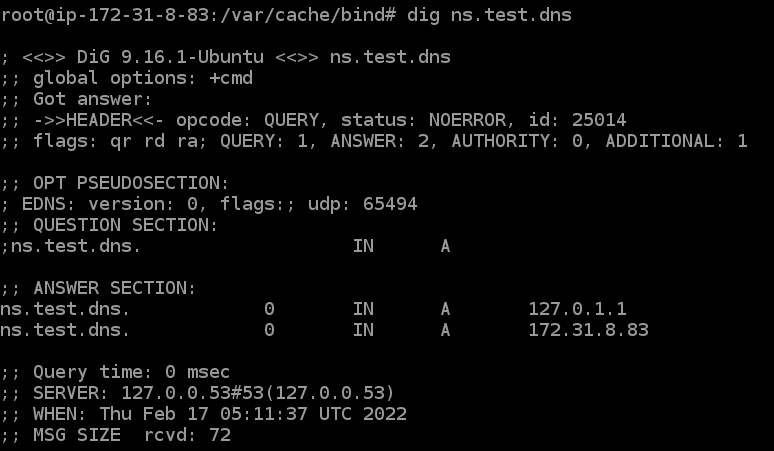 root@ip-172-31-8-83:/var/cache/bind# dig ns.test.dns
; <<>> DiG 9.16.1-Ubuntu <<>> ns.test.dns
;; global options: +cmd
;; Got answer:
;; ->>HEADER<<- opcode: QUERY, status: NOERROR, id: 25014
;; flags: qr rd ra; QUERY: 1, ANSWER: 2, AUTHORITY: 0, ADDITIONAL: 1
;; OPT PSEUDOSECTION:
; EDNS: version: 0, flags:; udp: 65494
;; QUESTION SECTION:
;ns.test.dns. IN A
;; ANSWER SECTION:
ns.test.dns. 0 IN A 127.0.1.1
ns.test.dns. 0 IN A 172.31.8.83
;; Query time: 0 msec
;; SERVER: 127.0.0.53#53(127.0.0.53)
;; WHEN: Thu Feb 17 05:11:37 UTC 2022
;; MSG SIZE  rcvd: 72